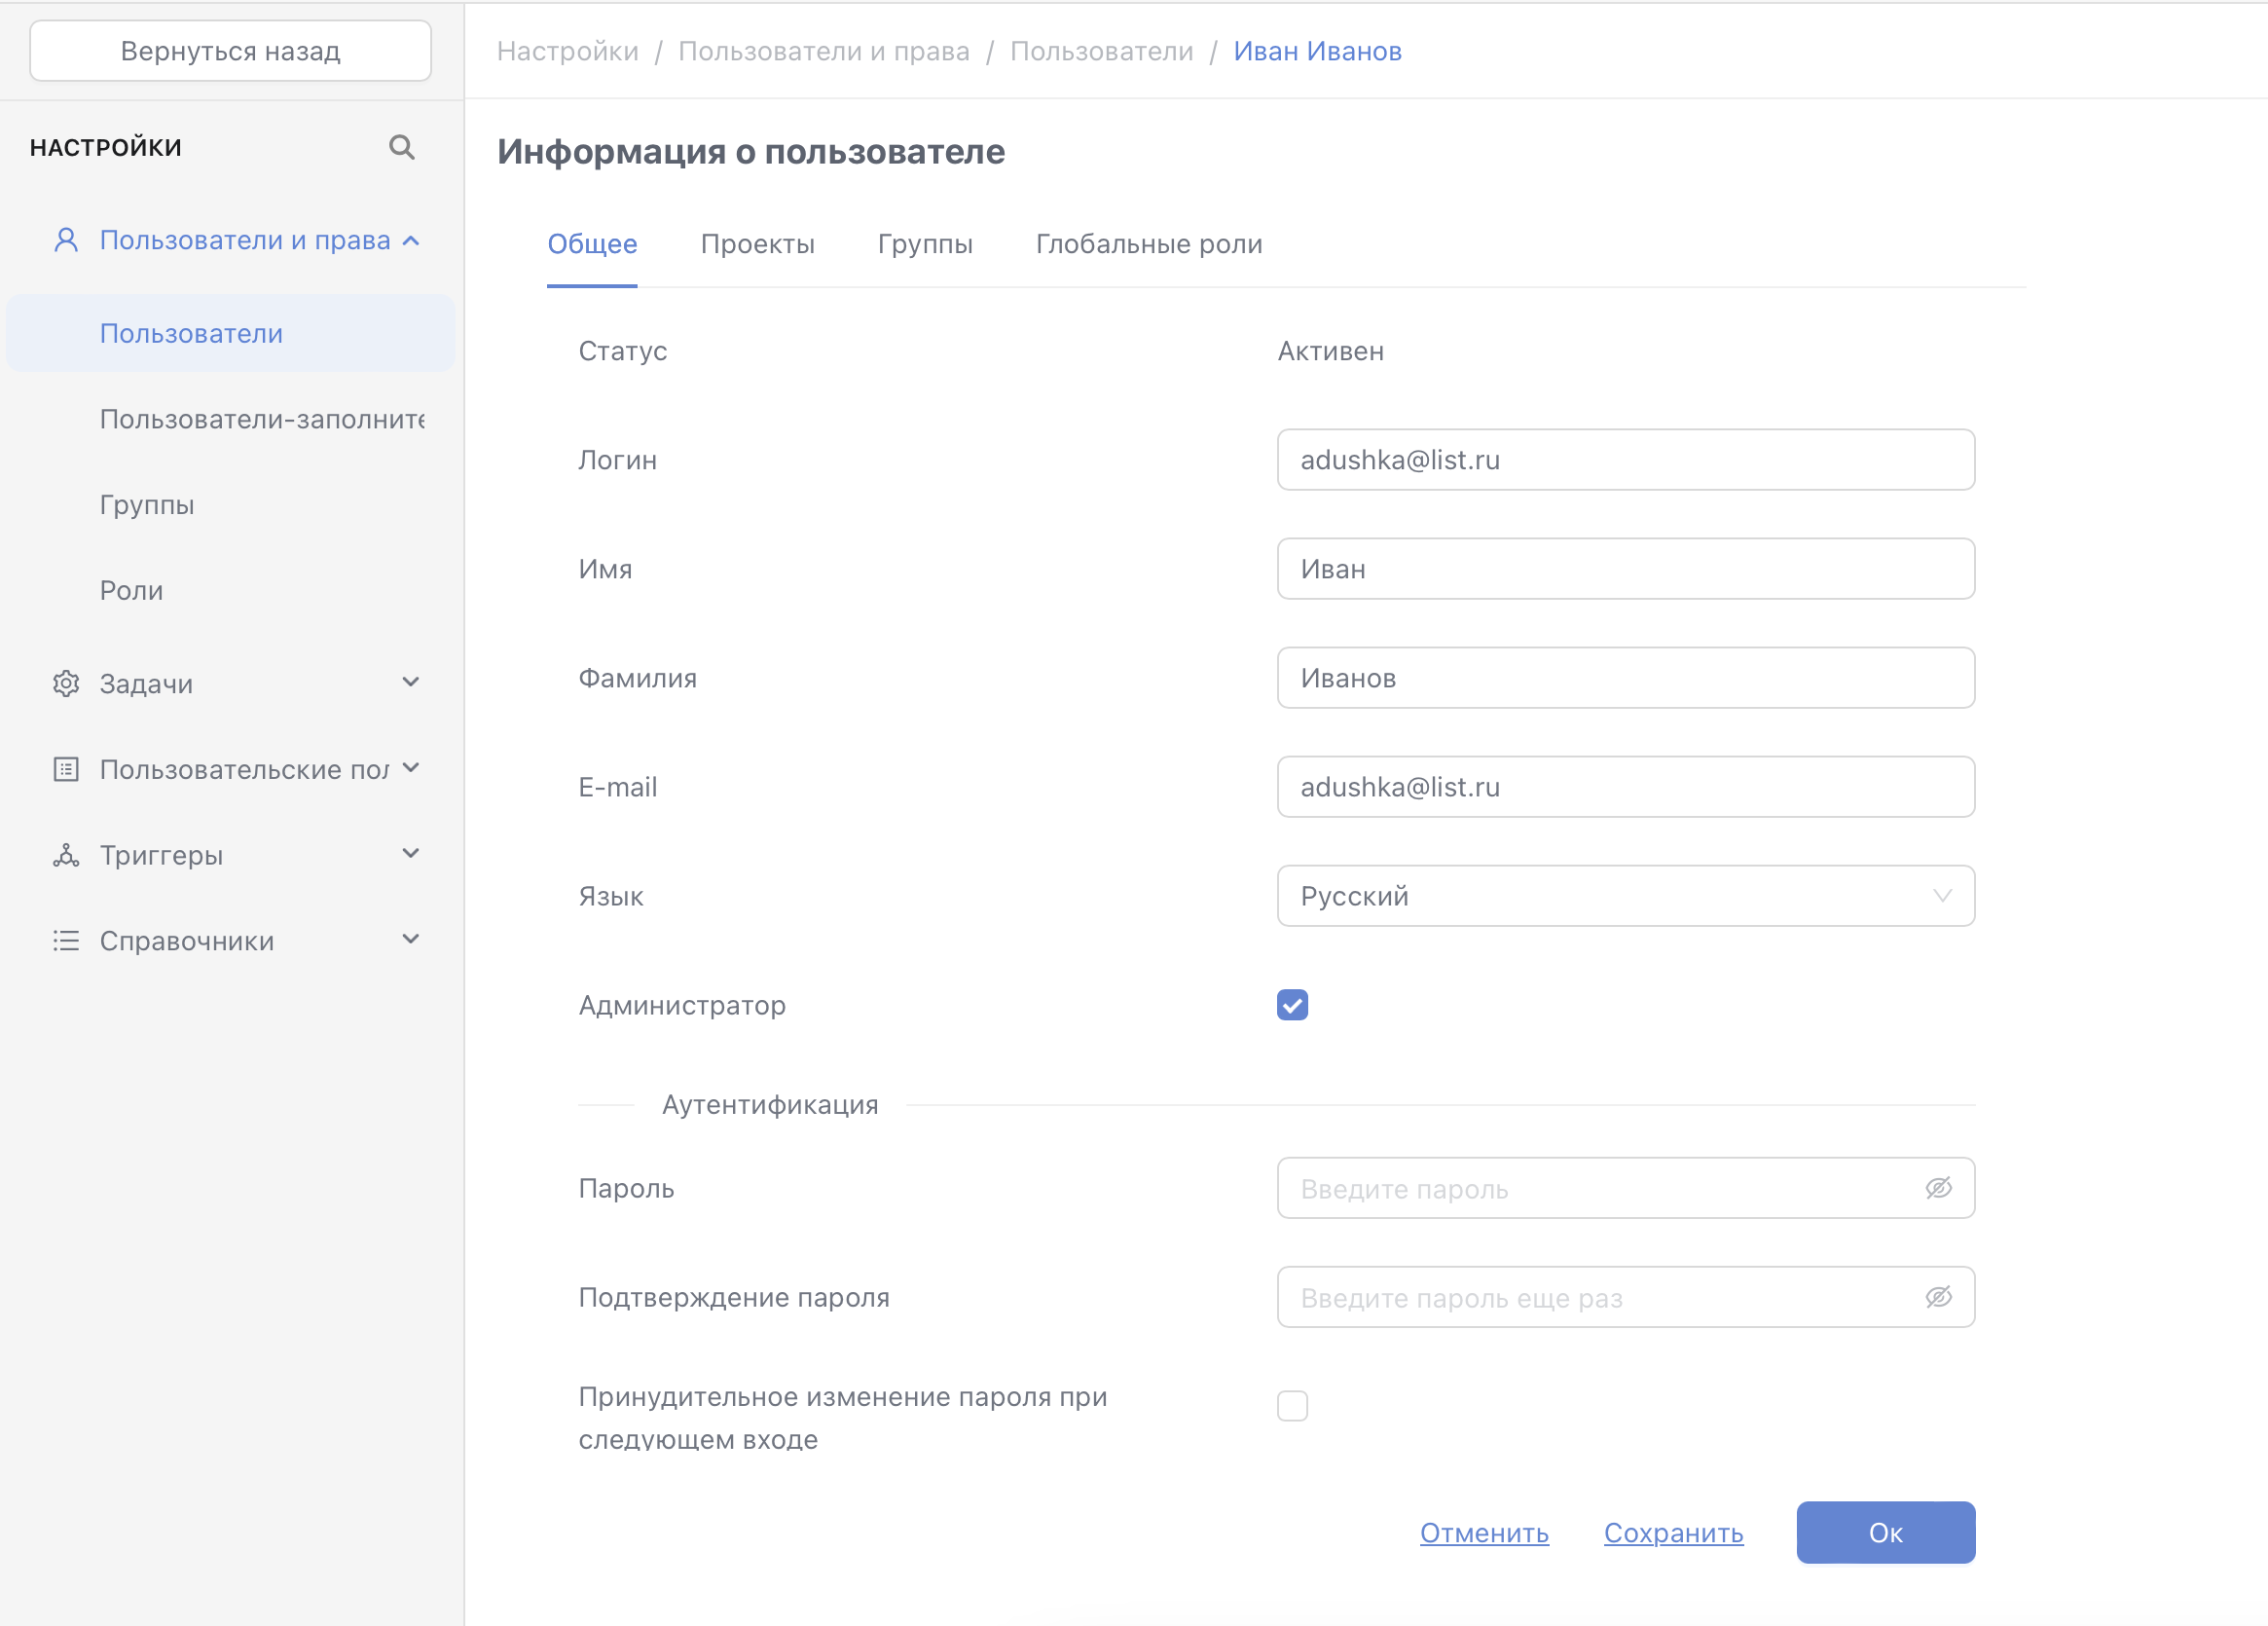 Вернуться назад
Настройки / Пользователи и права / Пользователи / Иван Иванов
НАСТРОЙКИ
Пользователи и права
Пользователи
Пользователи-заполните
Группы
Роли
Задачи
Пользовательские пол
Триггеры
Справочники
Информация о пользователе
Общее Проекты Группы Глобальные роли
Статус Активен
Логин adushka@list.ru
Имя Иван
Фамилия Иванов
E-mail adushka@list.ru
Язык Русский
Администратор
Аутентификация
Пароль Введите пароль
Подтверждение пароля Введите пароль еще раз
Принудительное изменение пароля при
следующем входе
Отменить Сохранить Ок